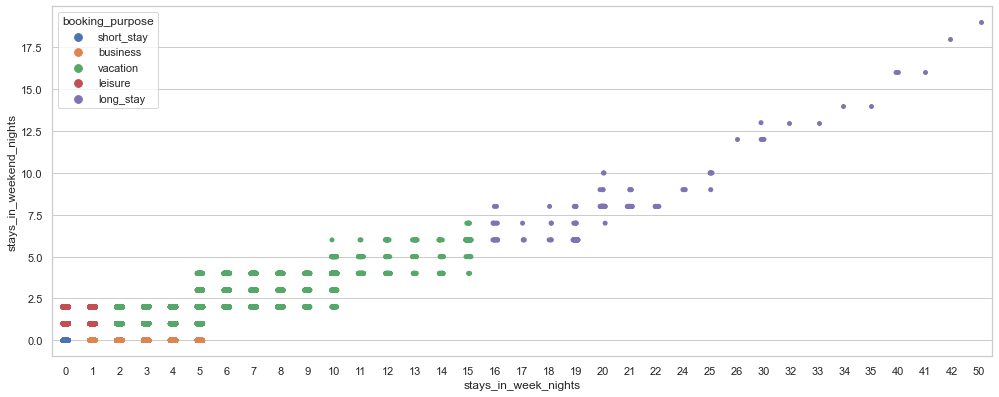 booking_purpose
short_stay
business
vacation
leisure
long_stay
17.5
15.0
12.5
10.0
7.5
5.0
2.5
0.0
stays_in_weekend_nights
0 1 2 3 4 5 6 7 8 9 10 11 12 13 14 15 16 17 18 19 20 21 22 24 25 26 30 32 33 34 35 40 41 42 50
stays_in_week_nights